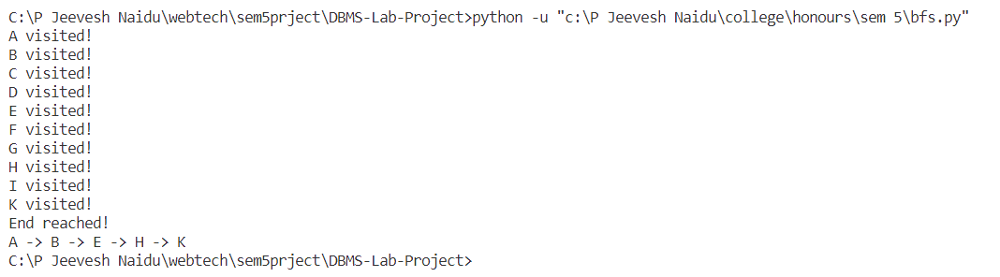 C:\P Jeevesh Naidu\webtech\sem5prject\DBMS-Lab-Project>python -u "c:\P Jeevesh Naidu\college\honours\sem 5\bfs.py"
A visited!
B visited!
C visited!
D visited!
E visited!
F visited!
G visited!
H visited!
I visited!
K visited!
End reached!
A -> B -> E -> H -> K
C:\P Jeevesh Naidu\webtech\sem5prject\DBMS-Lab-Project>